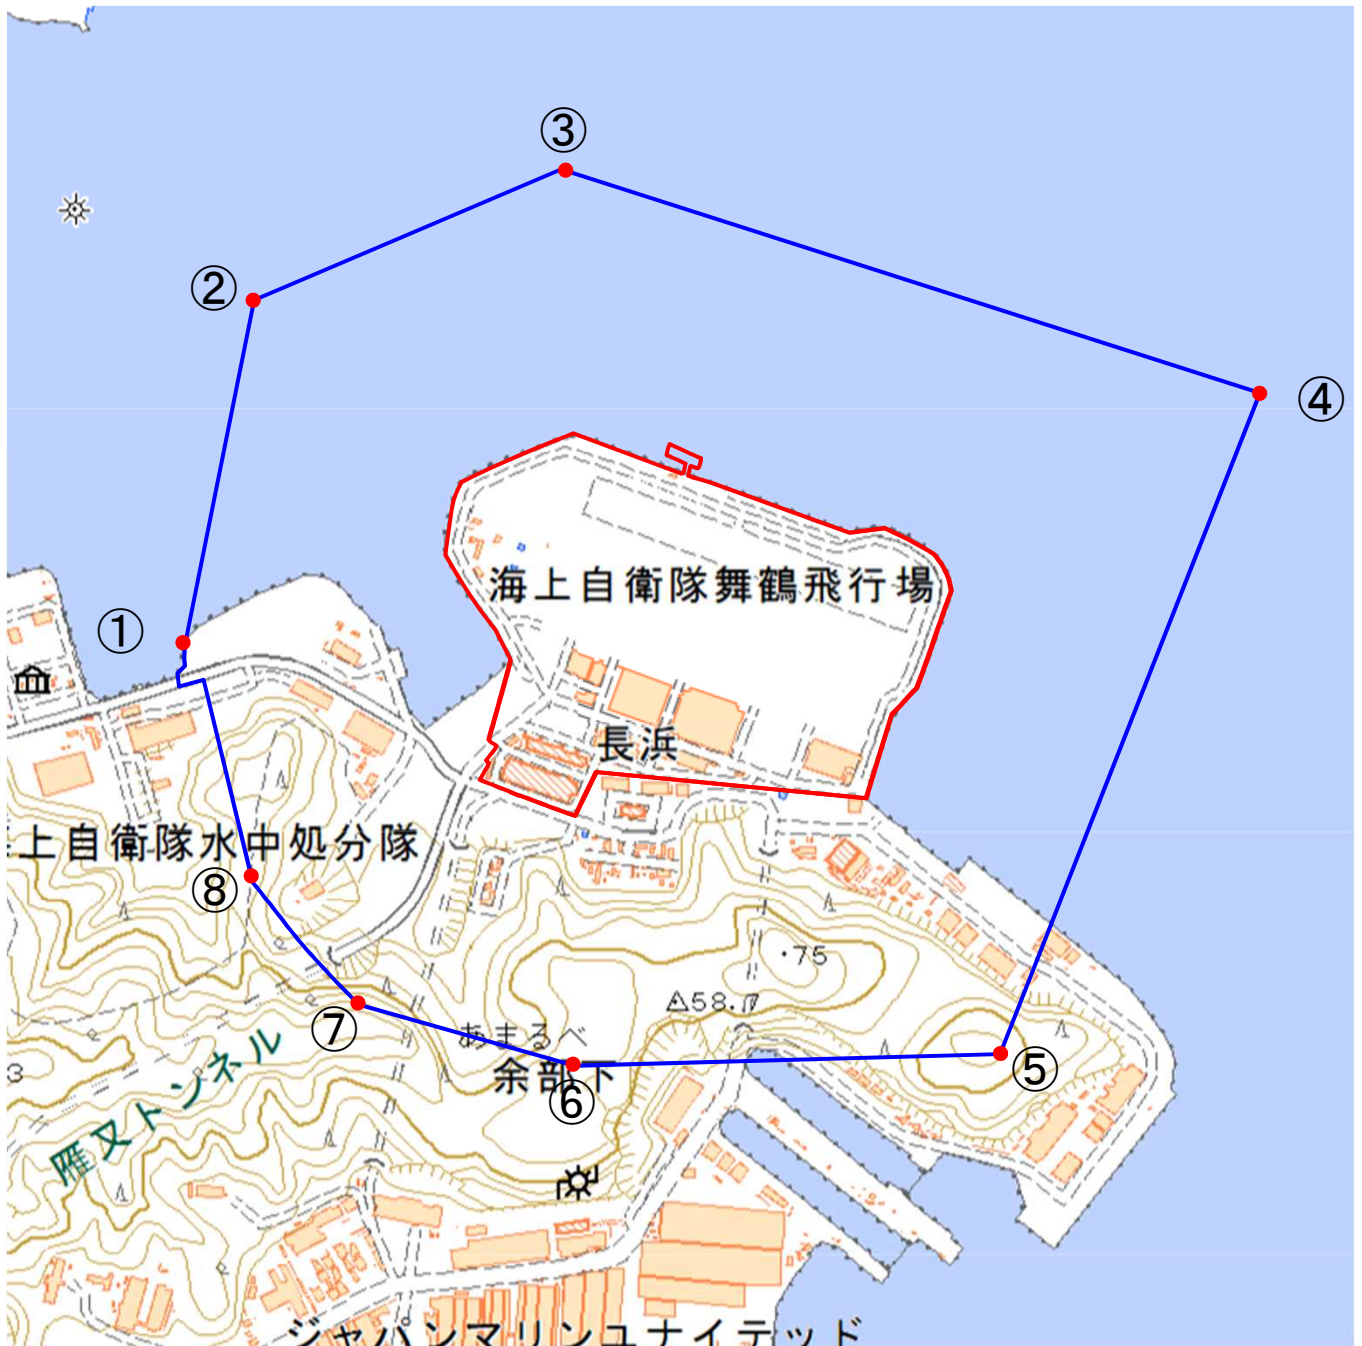 ③
②
④
海上自衛隊舞鶴飛行場
①
長浜
上自衛隊水中処分隊
⑧
・75
58.7
⑦
あまるべ
余部下
⑤
⑥
3
雁又トンネル
ジャパンマリンユナイテッド